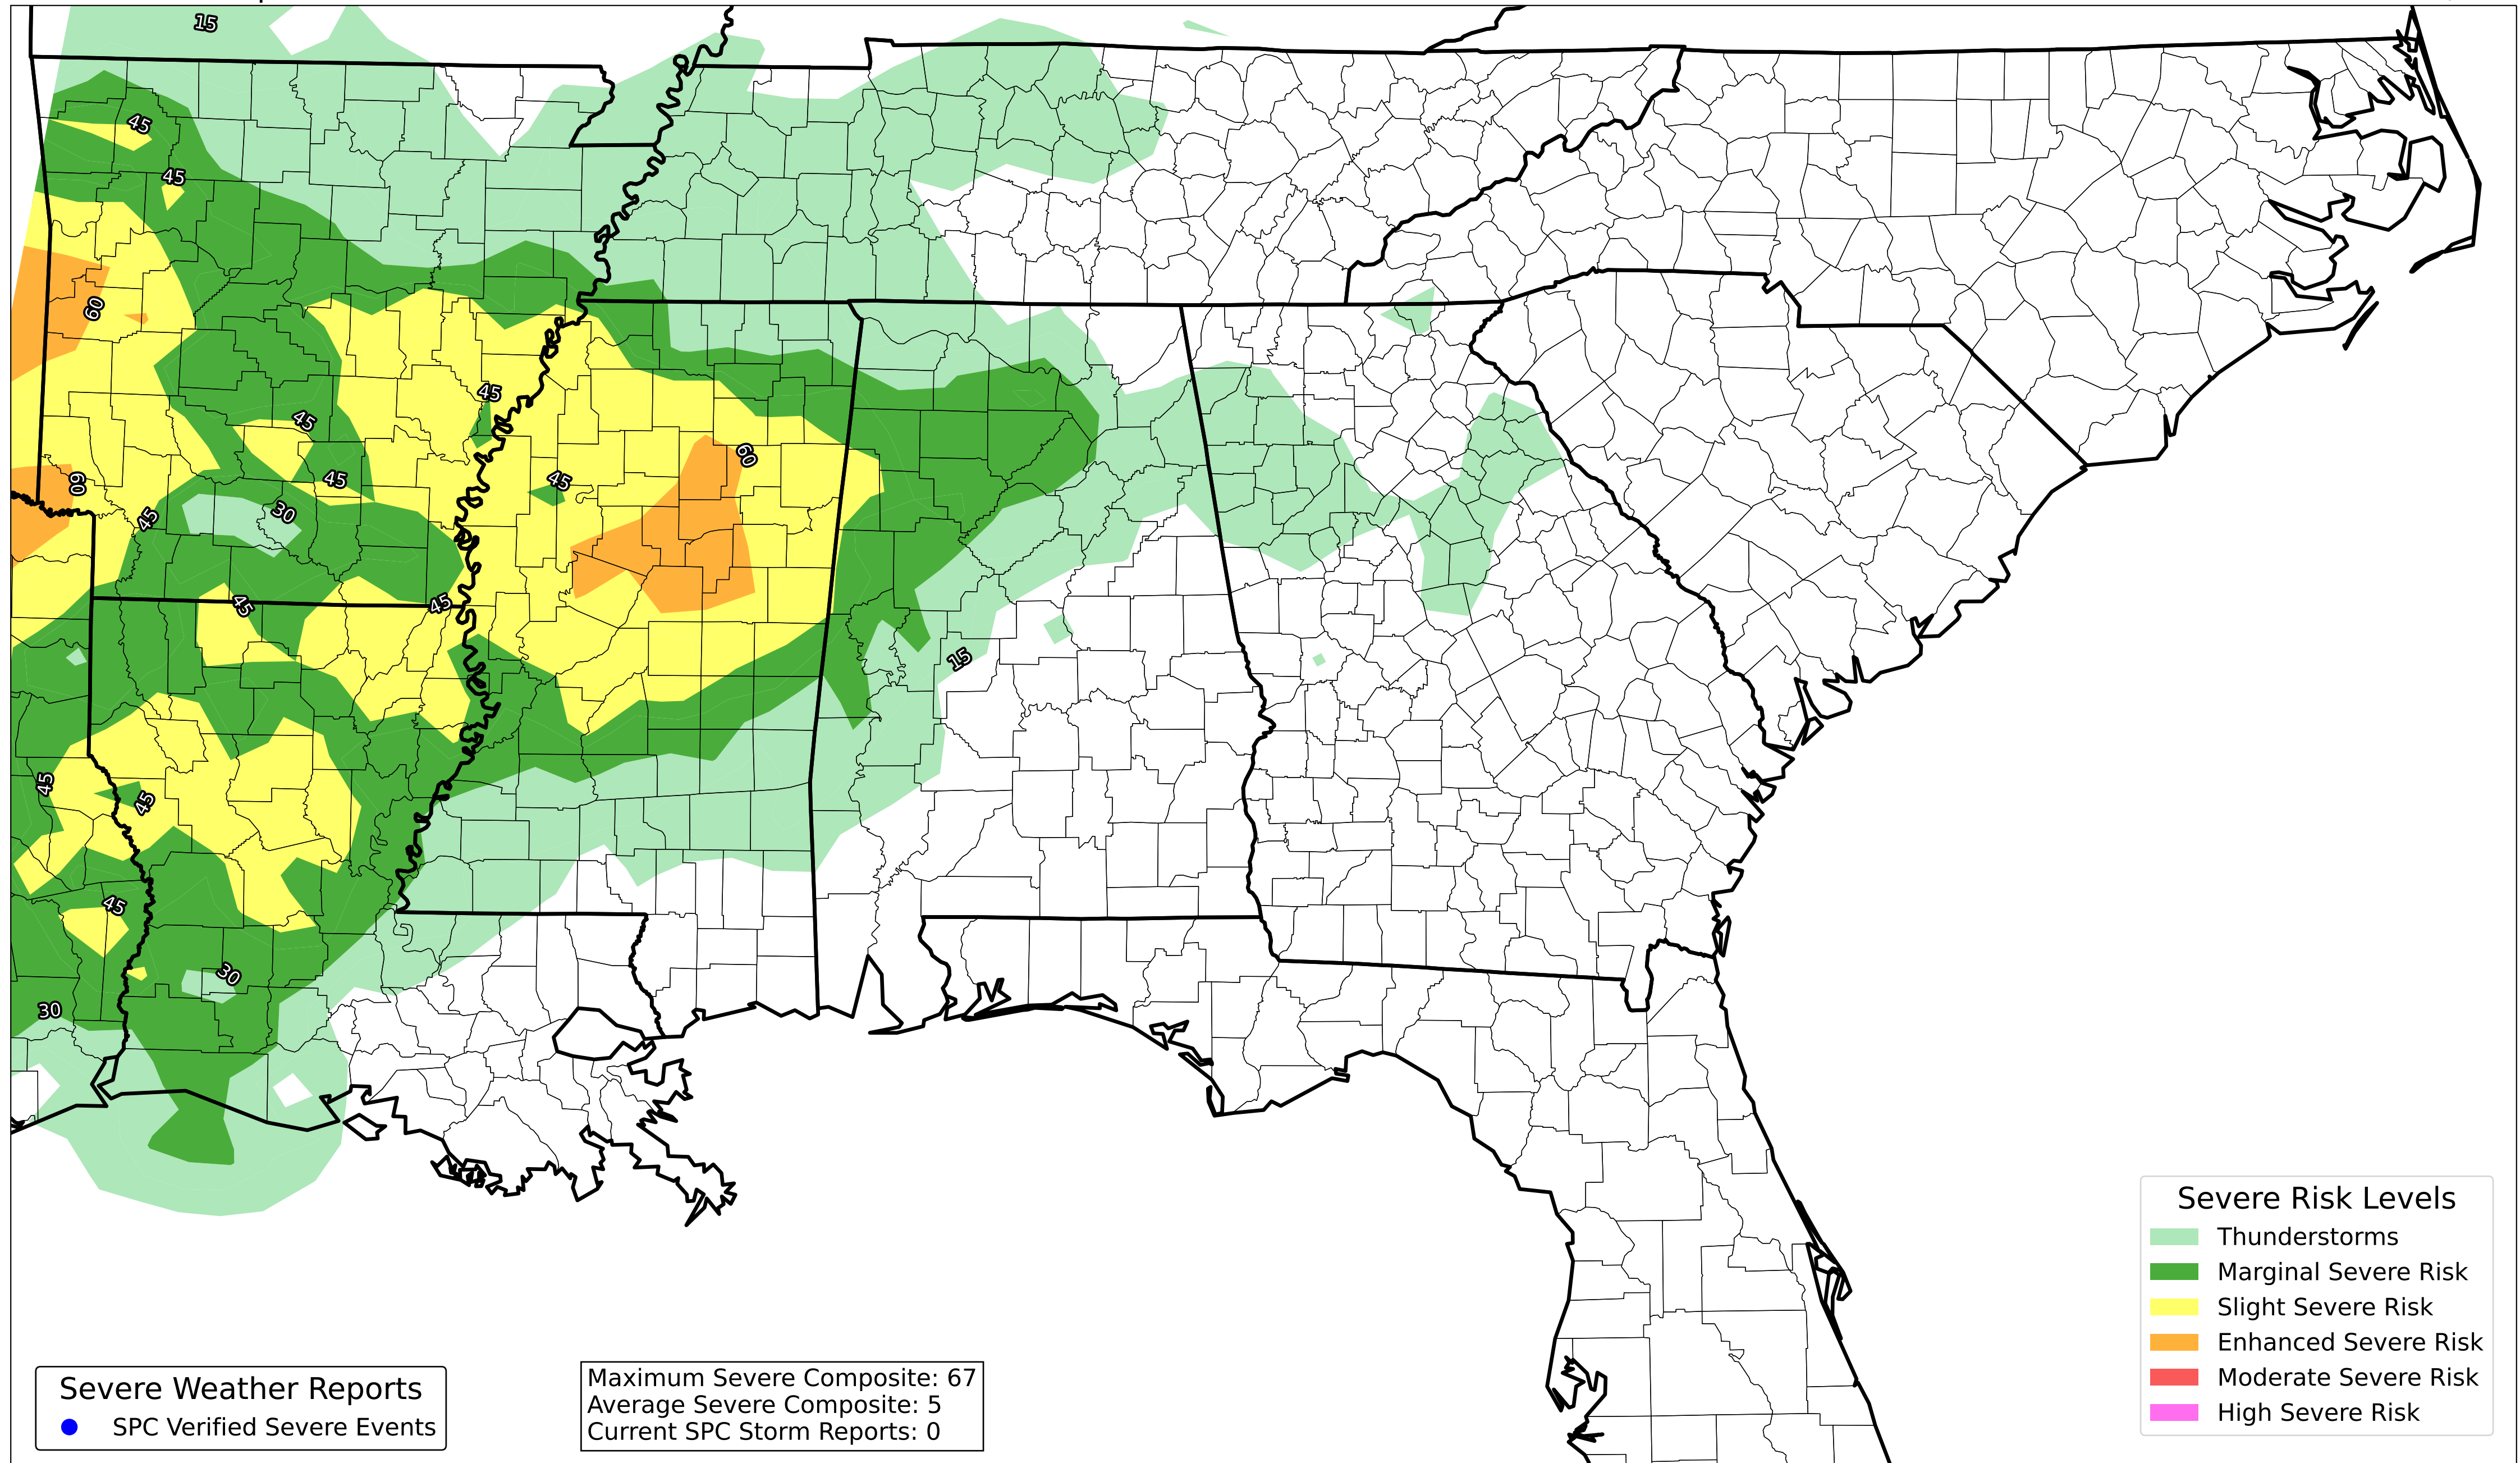 15
45
45
60
45
45
45
60
60
45
45
30
45
45
15
45
45
45
30
30
Severe Risk Levels
Thunderstorms
Marginal Severe Risk
Slight Severe Risk
Enhanced Severe Risk
Moderate Severe Risk
High Severe Risk
Severe Weather Reports
SPC Verified Severe Events
Maximum Severe Composite: 67
Average Severe Composite: 5
Current SPC Storm Reports: 0